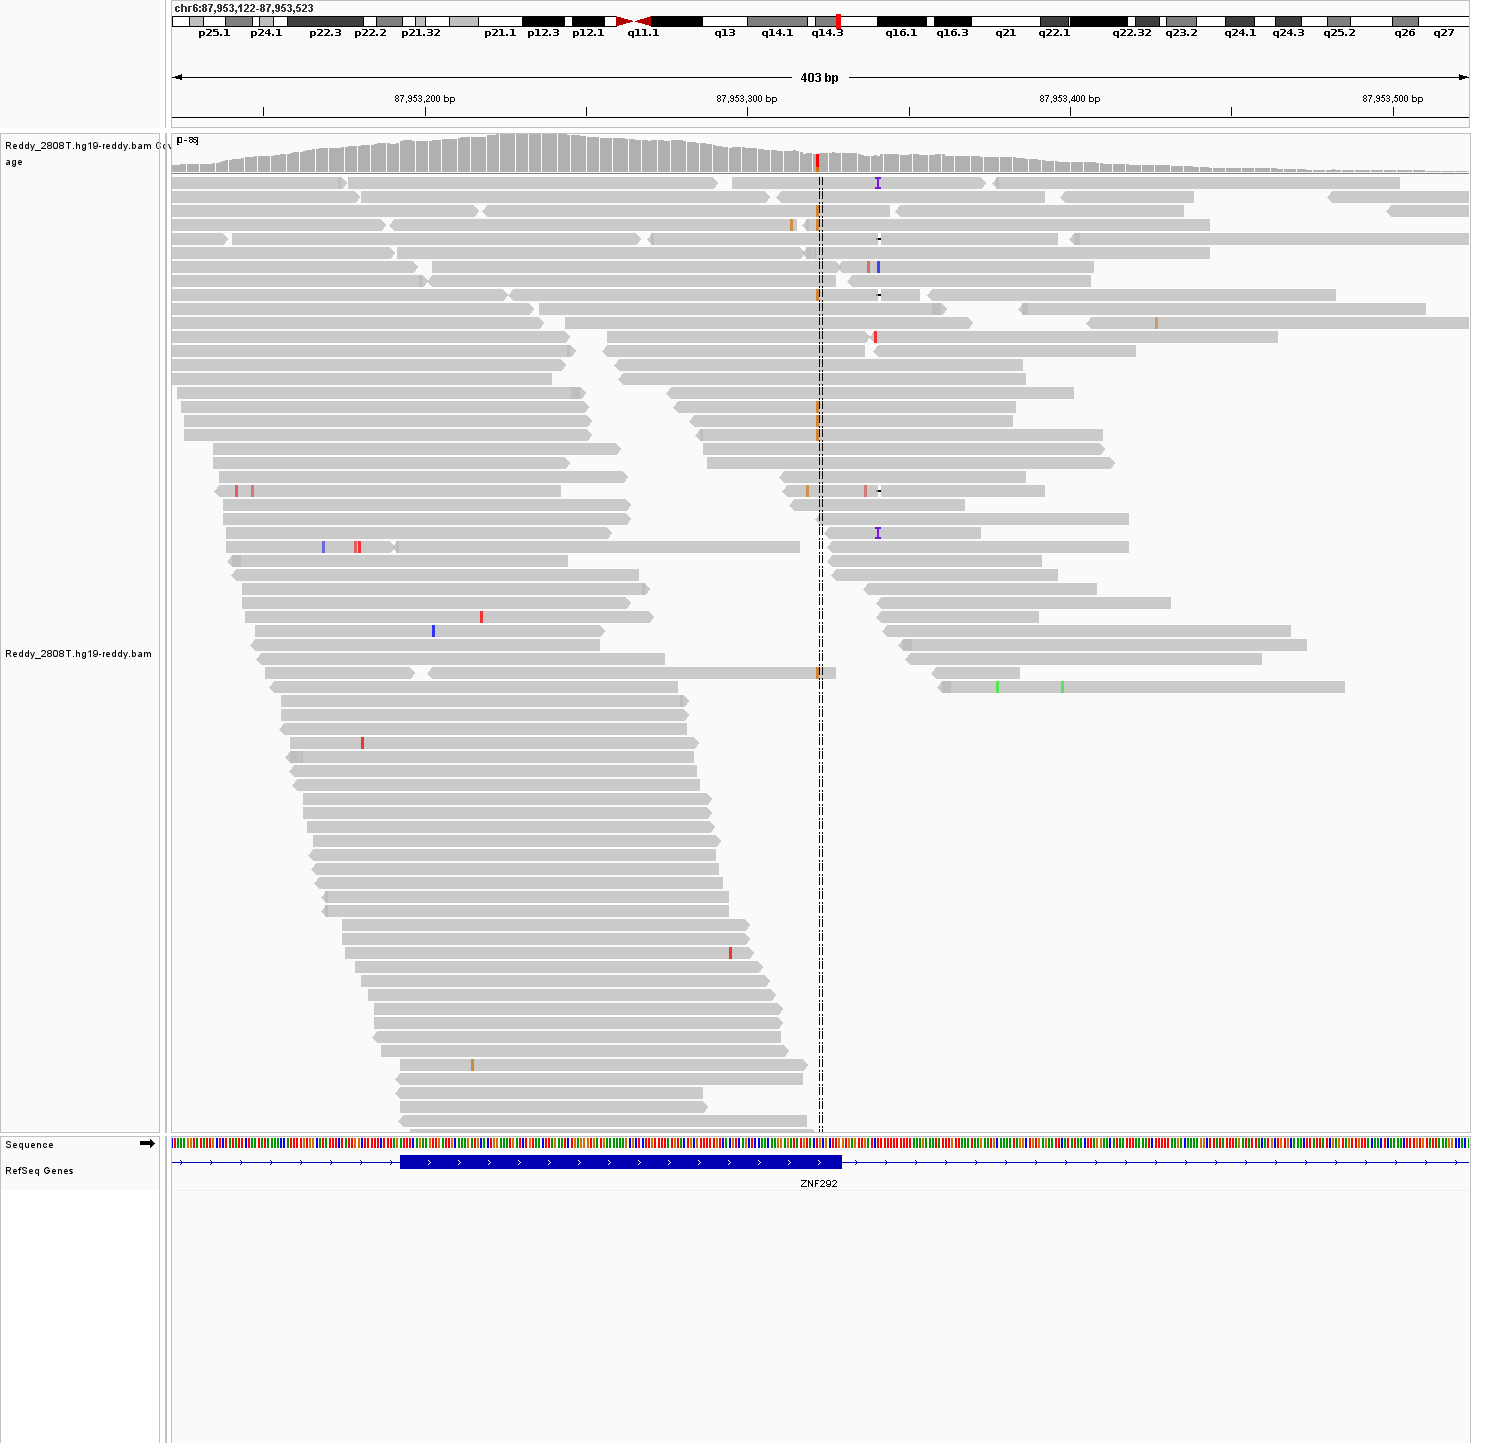 chr6:87,953,122-87,953,523
p25.1 p24.1 p22.3 p22.2 p21.32 p21.1 p12.3 p12.1 q11.1 q13 q14.1 q14.3 q16.1 q16.3 q21 q22.1 q22.32 q23.2 q24.1 q24.3 q25.2 q26 q27
403 bp
87,953,200 bp 87,953,300 bp 87,953,400 bp 87,953,500 bp
Reddy_2808T.hg19-reddy.bam Cov
age
[0 - 89]
Reddy_2808T.hg19-reddy.bam
Sequence
RefSeq Genes
ZNF292